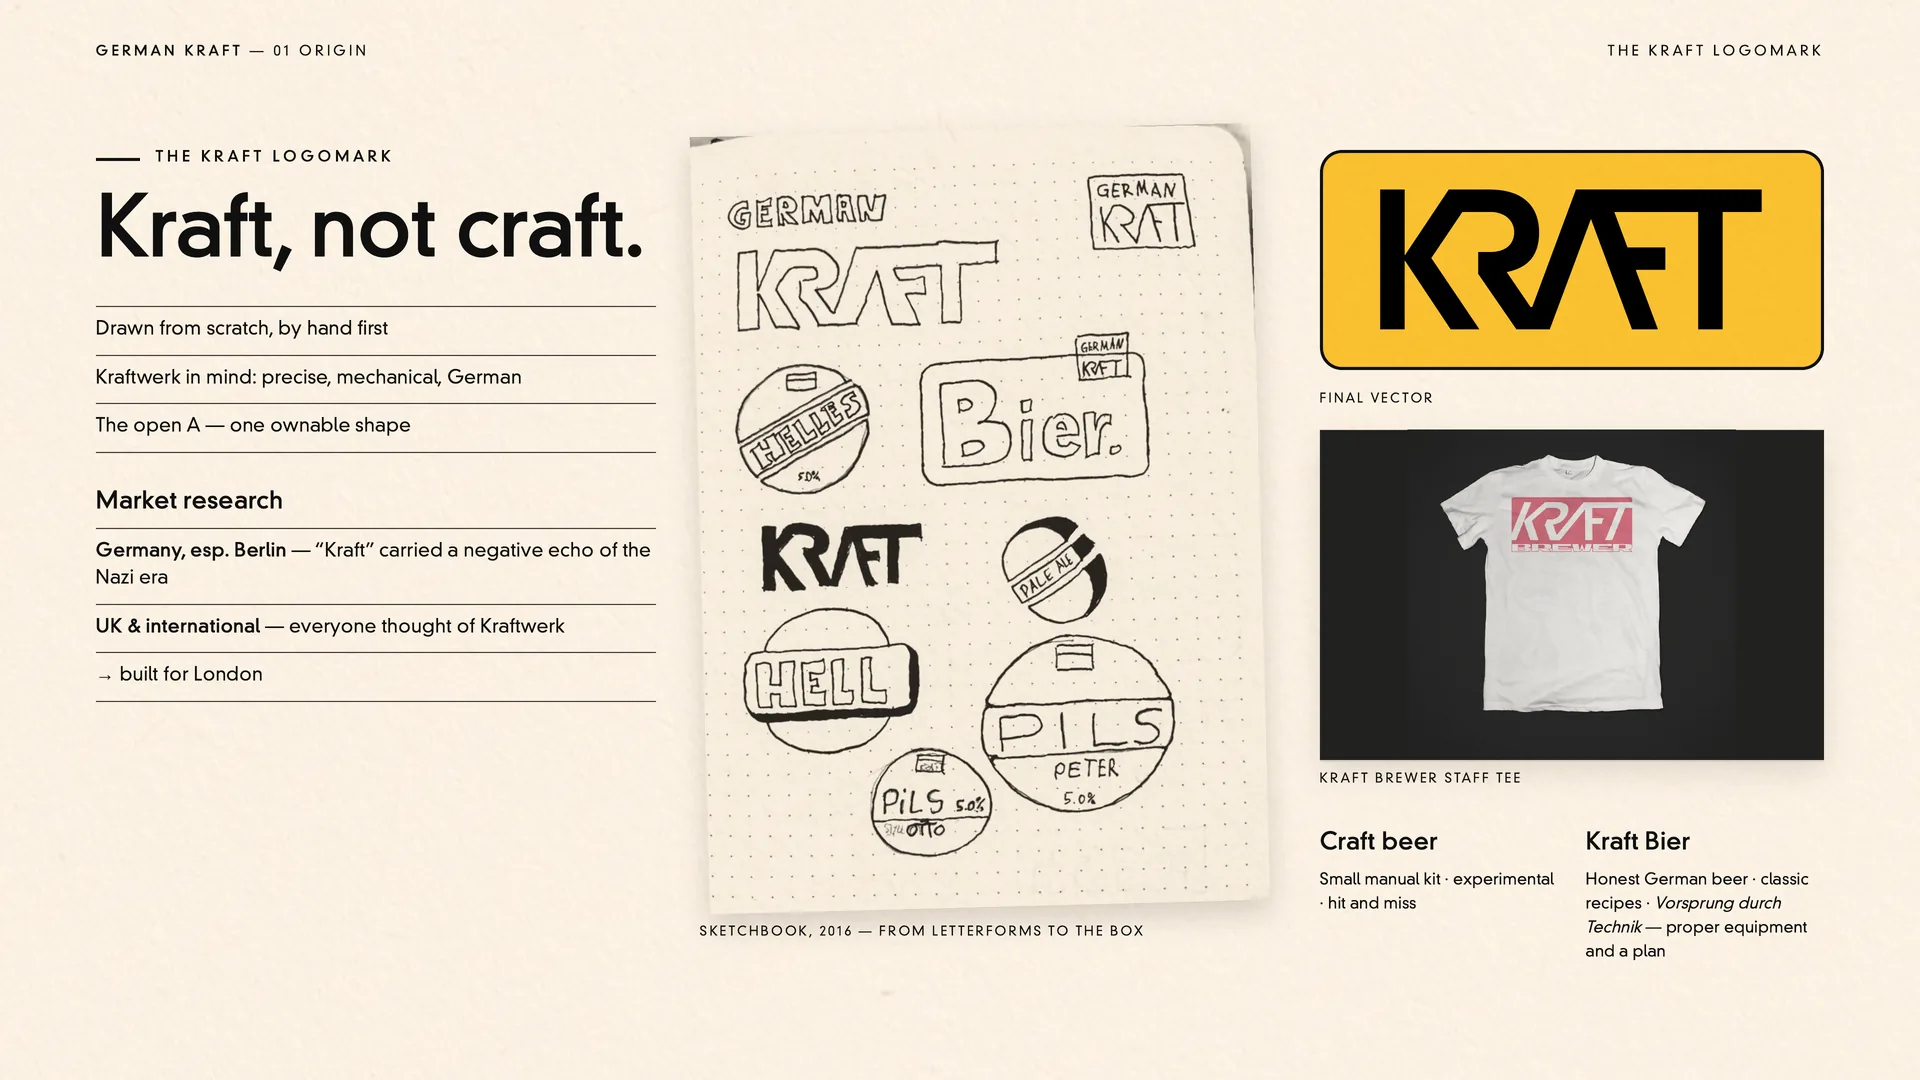 GERMAN KRAFT — 01 ORIGIN
THE KRAFT LOGOMARK
THE KRAFT LOGOMARK
Kraft, not craft.
Drawn from scratch, by hand first
Kraftwerk in mind: precise, mechanical, German
The open A — one ownable shape
Market research
Germany, esp. Berlin — “Kraft” carried a negative echo of the
Nazi era
UK & international — everyone thought of Kraftwerk
→ built for London
GERMAN
KRAFT
GERMAN
KRAFT
HELLES
5.0%
GERMAN
KRAFT
Bier.
KRAFT
PALE ALE
HELL
PILS
PETER
5.0%
PiLS 5.0%
OTTO
SKETCHBOOK, 2016 — FROM LETTERFORMS TO THE BOX
KRAFT
FINAL VECTOR
KRAFT
BREWER
KRAFT BREWER STAFF TEE
Craft beer
Small manual kit · experimental
· hit and miss
Kraft Bier
Honest German beer · classic
recipes · Vorsprung durch
Technik — proper equipment
and a plan